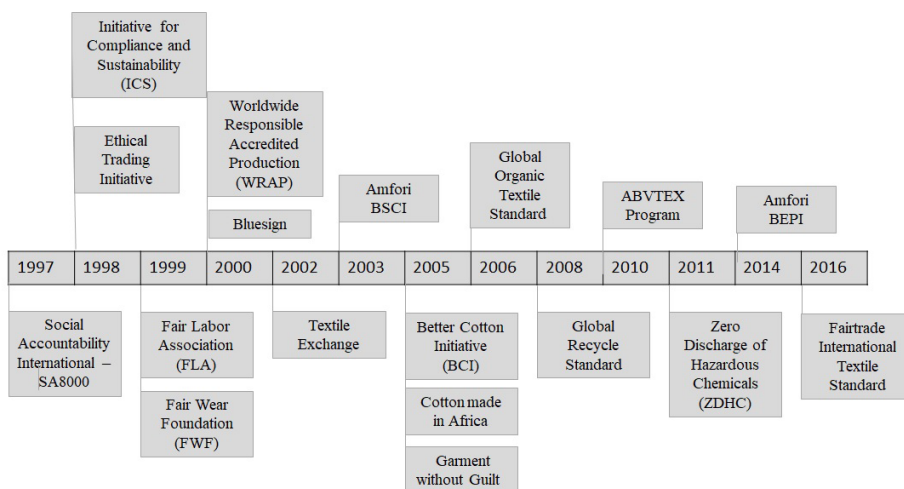 Initiative for
Compliance and
Sustainability
(ICS)
Ethical
Trading
Initiative
Worldwide
Responsible
Accredited
Production
(WRAP)
Bluesign
Amfori
BSCI
Global
Organic
Textile
Standard
ABVTEX
Program
Amfori
BEPI
1997 1998 1999 2000 2002 2003 2005 2006 2008 2010 2011 2014 2016
Social
Accountability
International –
SA8000
Fair Labor
Association
(FLA)
Fair Wear
Foundation
(FWF)
Textile
Exchange
Better Cotton
Initiative
(BCI)
Cotton made
in Africa
Garment
without Guilt
Global
Recycle
Standard
Zero
Discharge of
Hazardous
Chemicals
(ZDHC)
Fairtrade
International
Textile
Standard